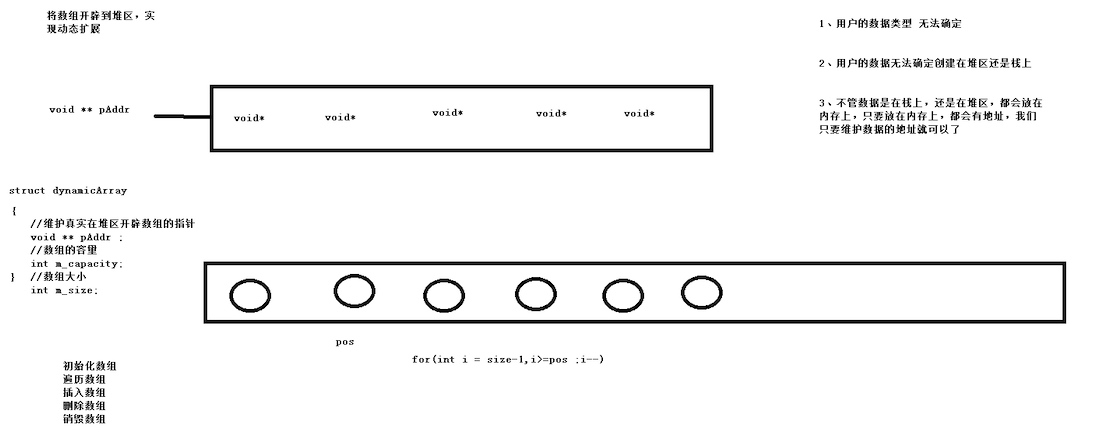 将数组开辟到堆区，实
现动态扩展
1、用户的数据类型 无法确定
2、用户的数据无法确定创建在堆区还是栈上
3、不管数据是在栈上，还是在堆区，都会放在
内存上，只要放在内存上，都会有地址，我们
只要维护数据的地址就可以了
void ** pAddr
void* void* void* void* void*
struct dynamicArray
{
//维护真实在堆区开辟数组的指针
void ** pAddr ;
//数组的容量
int m_capacity;
} //数组大小
int m_size;
pos
for(int i = size-1,i>=pos ;i--)
初始化数组
遍历数组
插入数组
删除数组
销毁数组